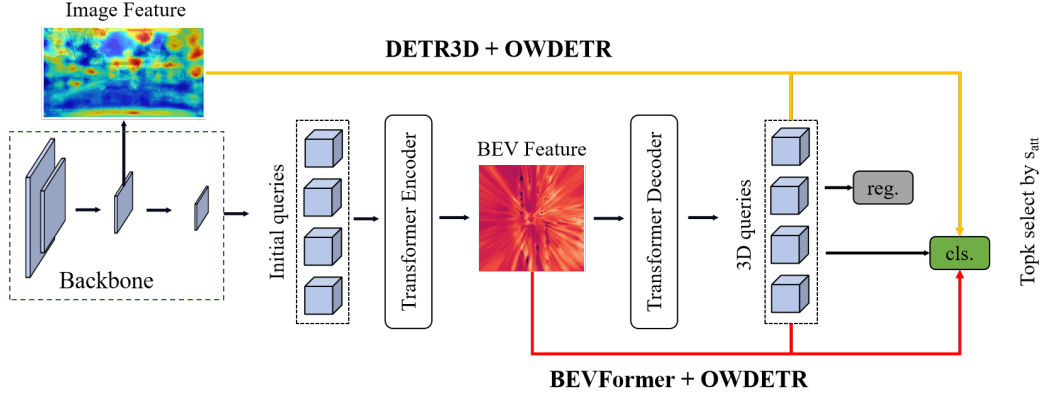 Image Feature
DETR3D + OWDETR
Backbone
Initial queries
Transformer Encoder
BEV Feature
Transformer Decoder
3D queries
reg.
cls.
Topk select by s_att
BEVFormer + OWDETR